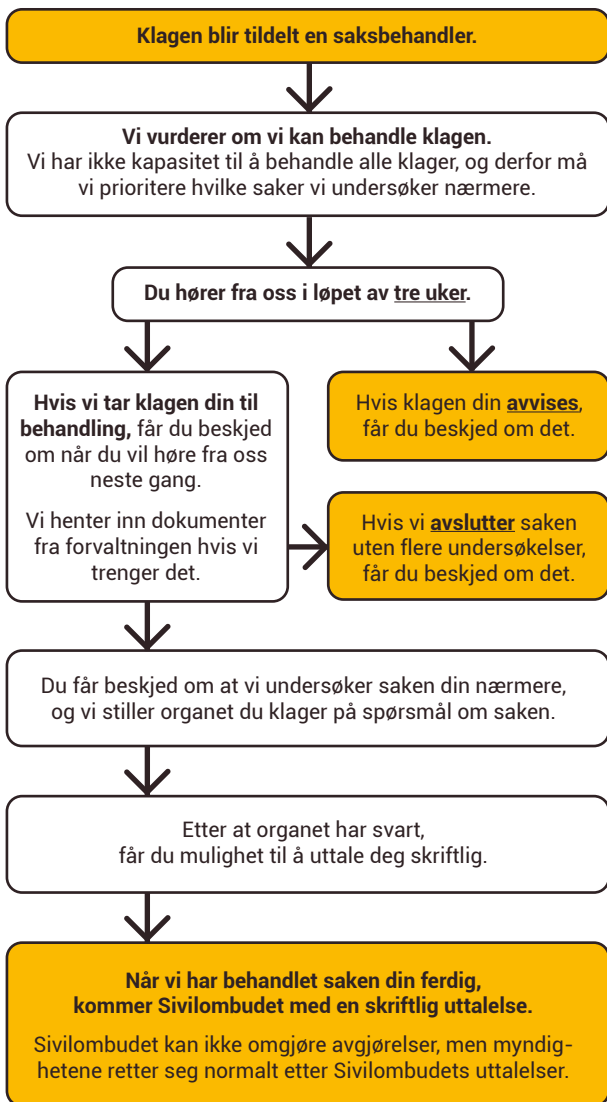 Klagen blir tildelt en saksbehandler.
Vi vurderer om vi kan behandle klagen.
Vi har ikke kapasitet til å behandle alle klager, og derfor må
vi prioritere hvilke saker vi undersøker nærmere.
Du hører fra oss i løpet av tre uker.
Hvis vi tar klagen din til
behandling, får du beskjed
om når du vil høre fra oss
neste gang.
Vi henter inn dokumenter
fra forvaltningen hvis vi
trenger det.
Hvis klagen din avvises,
får du beskjed om det.
Hvis vi avslutter saken
uten flere undersøkelser,
får du beskjed om det.
Du får beskjed om at vi undersøker saken din nærmere,
og vi stiller organet du klager på spørsmål om saken.
Etter at organet har svart,
får du mulighet til å uttale deg skriftlig.
Når vi har behandlet saken din ferdig,
kommer Sivilombudet med en skriftlig uttalelse.
Sivilombudet kan ikke omgjøre avgjørelser, men myndig-
hetene retter seg normalt etter Sivilombudets uttalelser.